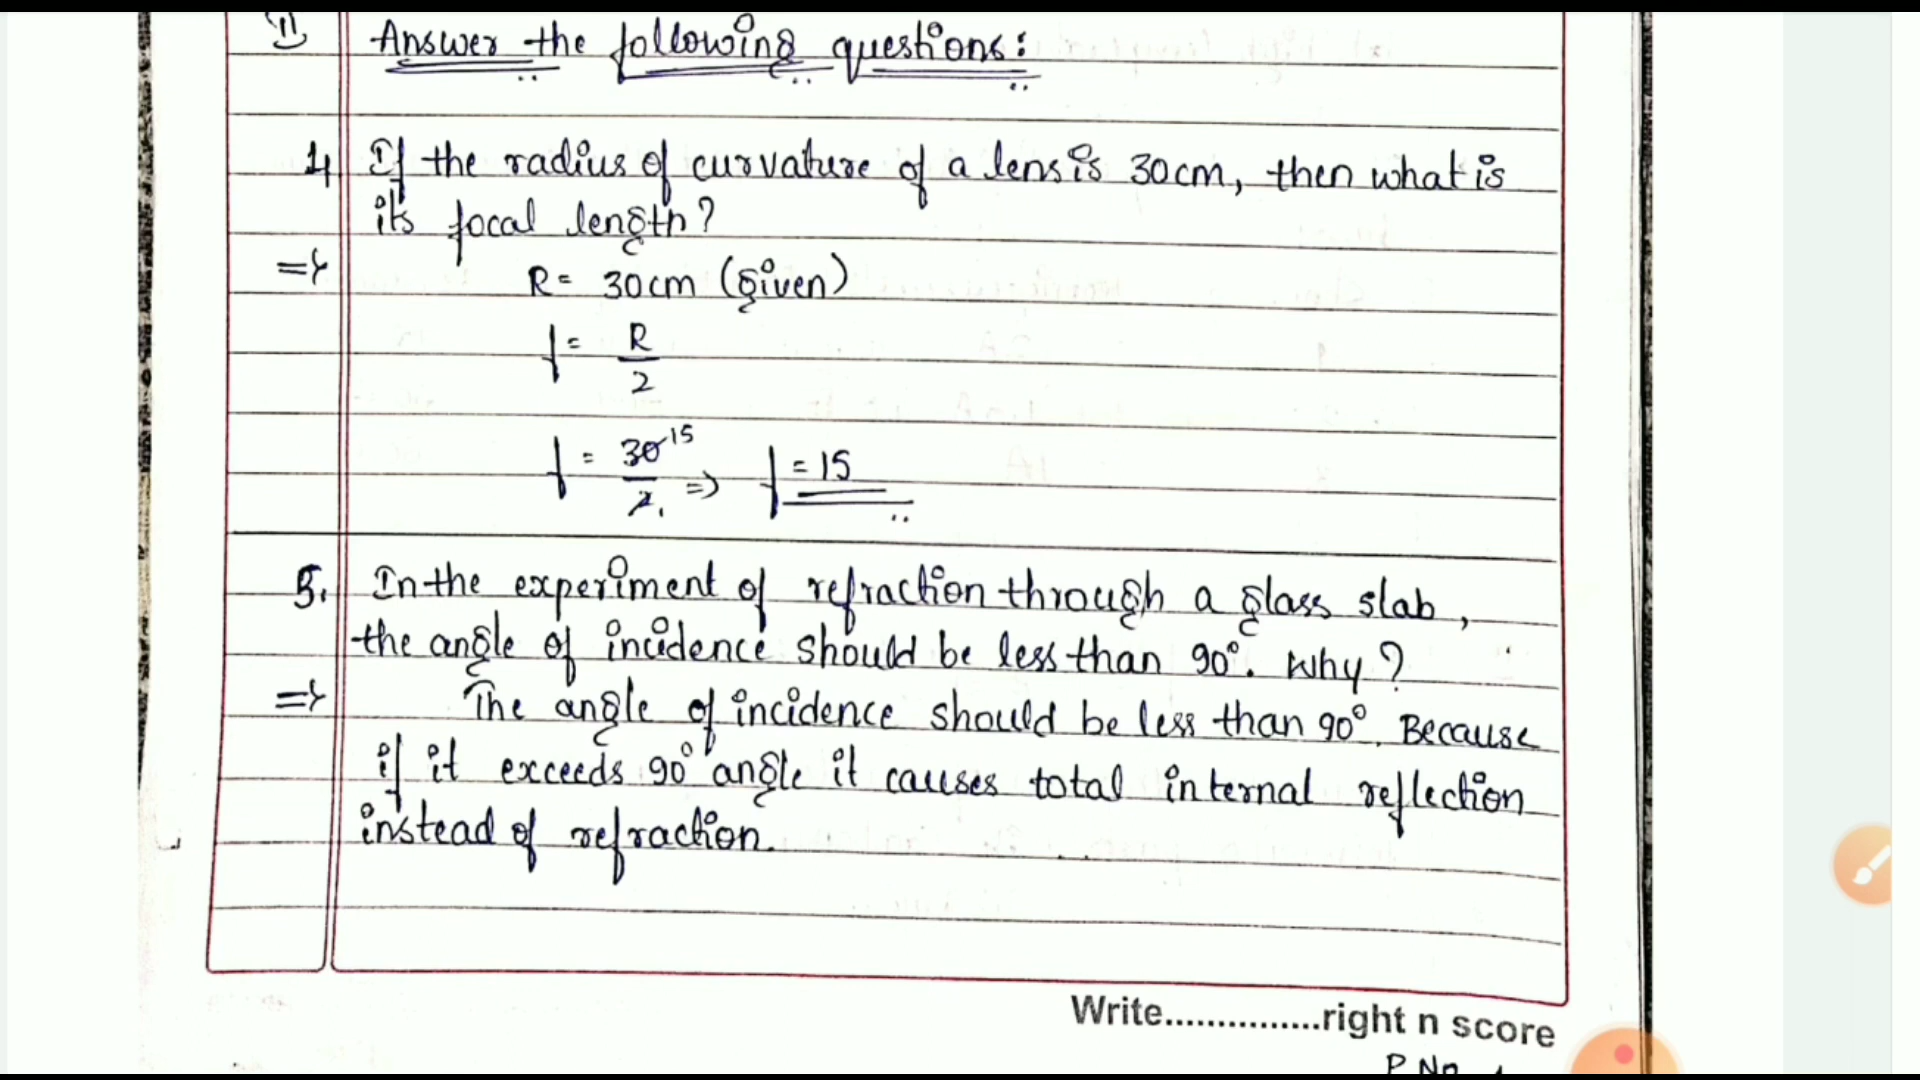 II Answer the following questions:
4 If the radius of curvature of a lens is 30cm, then what is
its focal length?
=> R= 30cm (given)
f= R/2
f = 30/2 15 1 => f=15
5. In the experiment of refraction through a glass slab,
the angle of incidence should be less than 90°. Why?
=> The angle of incidence should be less than 90°. Because
if it exceeds 90° angle it causes total internal reflection
instead of refraction.
Write...............right n score
P No